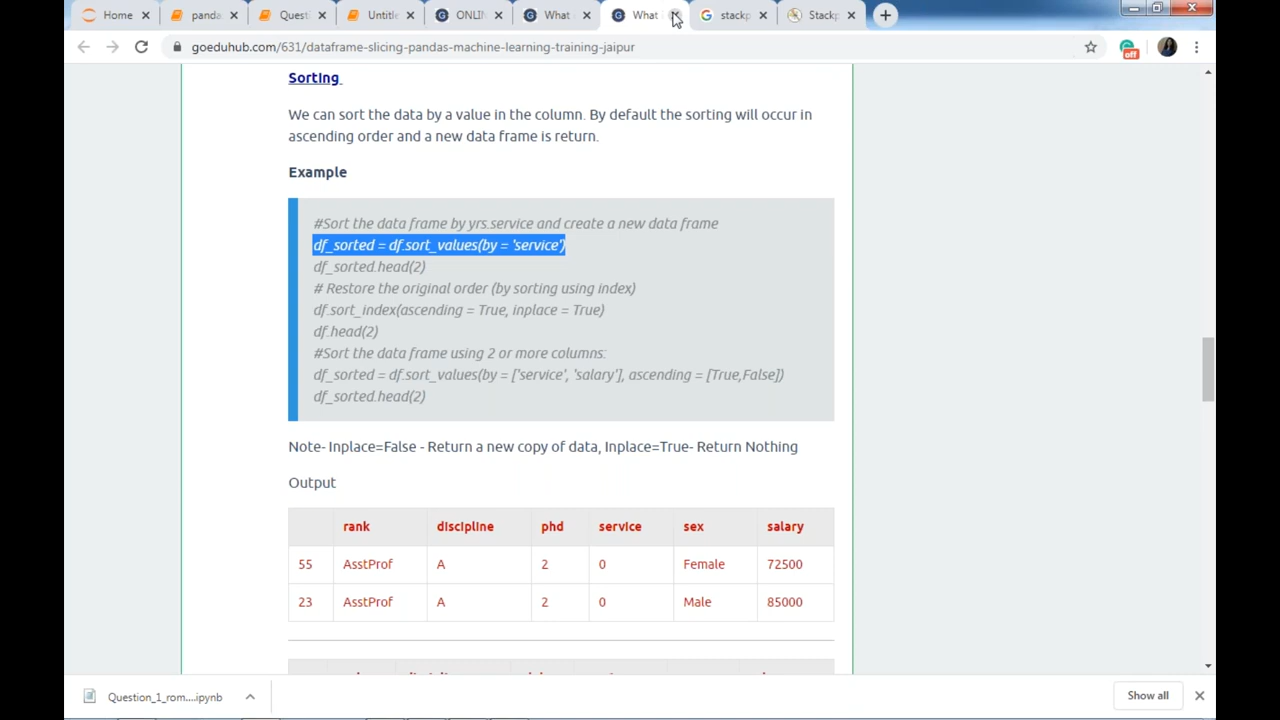 Home
panda
Questi
Untitle
ONLIN
What
What
stackp
Stackp
goeduhub.com/631/dataframe-slicing-pandas-machine-learning-training-jaipur
off
Sorting
We can sort the data by a value in the column. By default the sorting will occur in
ascending order and a new data frame is return.
Example
#Sort the data frame by yrs.service and create a new data frame
df_sorted = df.sort_values(by = 'service')
df_sorted.head(2)
# Restore the original order (by sorting using index)
df.sort_index(ascending = True, inplace = True)
df.head(2)
#Sort the data frame using 2 or more columns:
df_sorted = df.sort_values(by = ['service', 'salary'], ascending = [True,False])
df_sorted.head(2)
Note- Inplace=False - Return a new copy of data, Inplace=True- Return Nothing
Output
rank discipline phd service sex salary
55 AsstProf A 2 0 Female 72500
23 AsstProf A 2 0 Male 85000
Question_1_rom....ipynb
Show all